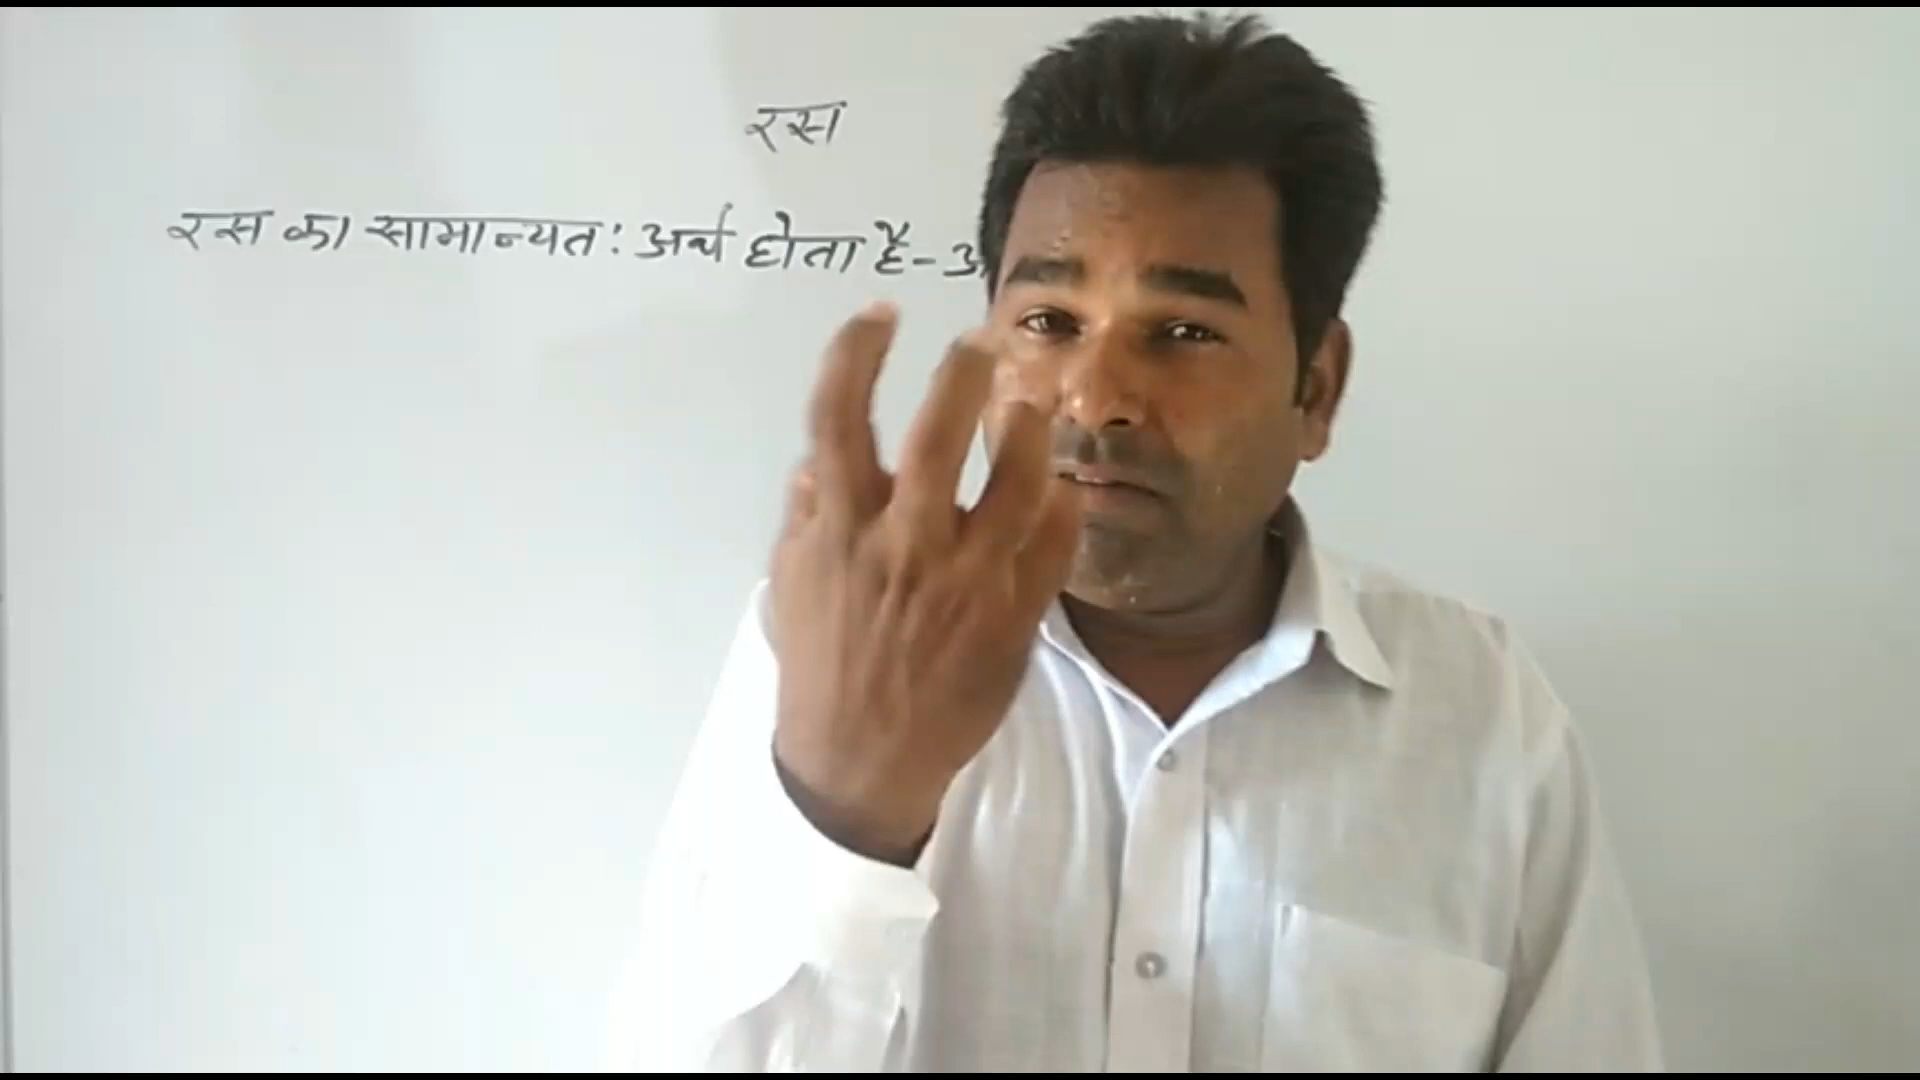 रस
रस का सामान्यत: अर्थ होता है-